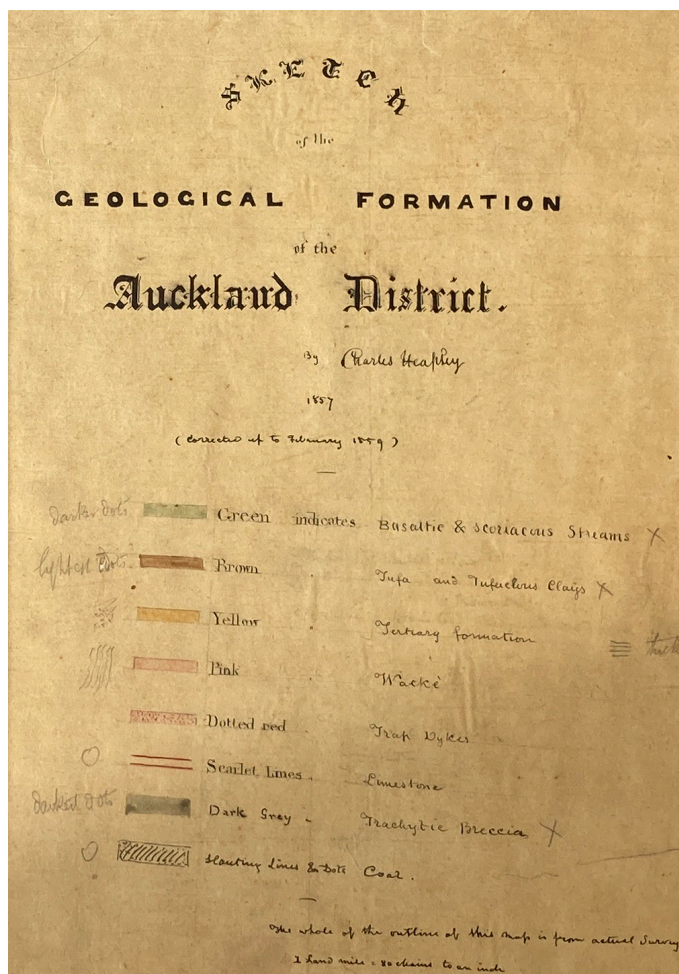 SKETCH
of the
GEOLOGICAL FORMATION
of the
Auckland District.
By Charles Heaphy
1857
(Corrected up to February 1859)
darker dots Green indicates Basaltic & scoriaceous Streams X
lightest dots Brown Tufa and Tufaceous Clays X
Yellow Tertiary formation
Pink Wacké
Dotted red Trap Dykes
Scarlet Lines Limestone
darkest dots Dark Grey Trachytic Breccia X
Slanting Lines & Dots Coal.
The whole of the outline of this map is from actual Survey
2 Land mile = 80 chains to an inch